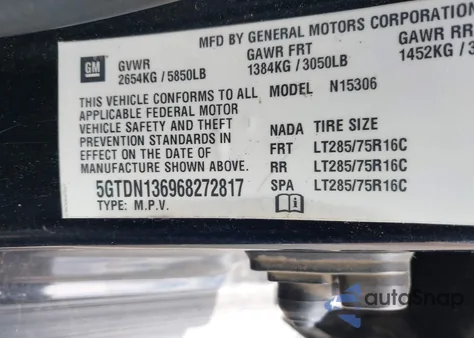 MFD BY GENERAL MOTORS CORPORATION
GM
GVWR GAWR FRT GAWR RR
2654KG / 5850LB 1384KG / 3050LB 1452KG / 3
THIS VEHICLE CONFORMS TO ALL MODEL N15306
APPLICABLE FEDERAL MOTOR
VEHICLE SAFETY AND THEFT
PREVENTION STANDARDS IN
EFFECT ON THE DATE OF
MANUFACTURE SHOWN ABOVE.
5GTDN136968272817
TYPE: M.P.V.
NADA TIRE SIZE
FRT LT285/75R16C
RR LT285/75R16C
SPA LT285/75R16C
autoSnap